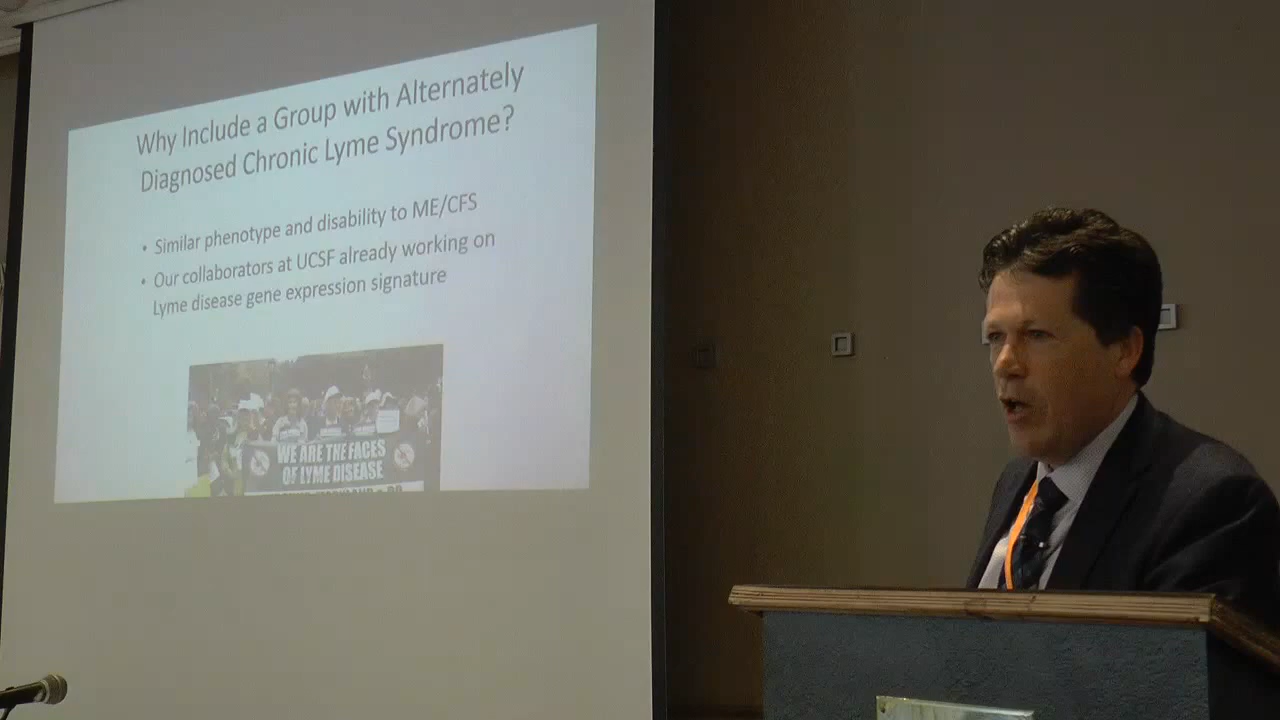 Why Include a Group with Alternately
Diagnosed Chronic Lyme Syndrome?
• Similar phenotype and disability to ME/CFS
• Our collaborators at UCSF already working on
Lyme disease gene expression signature
WE ARE THE FACES
OF LYME DISEASE